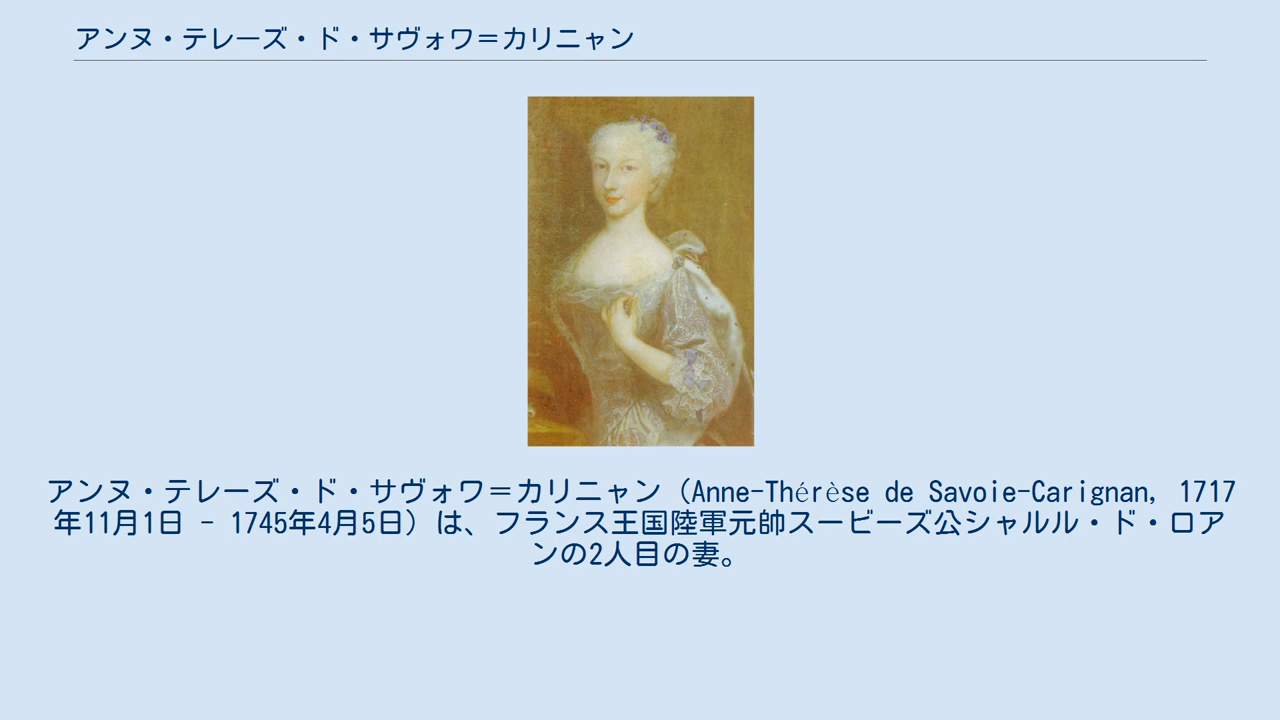 アンヌ・テレーズ・ド・サヴォワ＝カリニャン
アンヌ・テレーズ・ド・サヴォワ＝カリニャン（Anne-Thérèse de Savoie-Carignan, 1717
年11月1日 - 1745年4月5日）は、フランス王国陸軍元帥スービーズ公シャルル・ド・ロア
ンの2人目の妻。